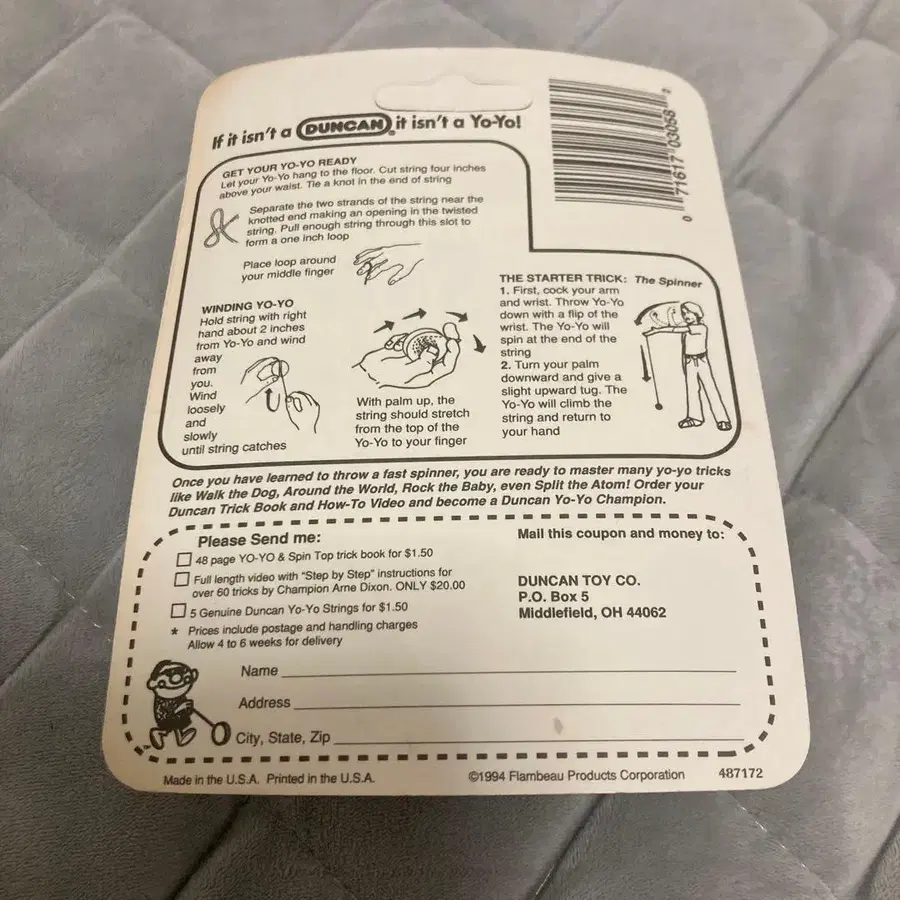 If it isn't a DUNCAN® it isn't a Yo-Yo!
0 71617 03058 2
GET YOUR YO-YO READY
Let your Yo-Yo hang to the floor. Cut string four inches
above your waist. Tie a knot in the end of string
Separate the two strands of the string near the
knotted end making an opening in the twisted
string. Pull enough string through this slot to
form a one inch loop
Place loop around
your middle finger
WINDING YO-YO
Hold string with right
hand about 2 inches
from Yo-Yo and wind
away
from
you.
Wind
loosely
and
slowly
until string catches
With palm up, the
string should stretch
from the top of the
Yo-Yo to your finger
THE STARTER TRICK: The Spinner
1. First, cock your arm
and wrist. Throw Yo-Yo
down with a flip of the
wrist. The Yo-Yo will
spin at the end of the
string
2. Turn your palm
downward and give a
slight upward tug. The
Yo-Yo will climb the
string and return to
your hand
Once you have learned to throw a fast spinner, you are ready to master many yo-yo tricks
like Walk the Dog, Around the World, Rock the Baby, even Split the Atom! Order your
Duncan Trick Book and How-To Video and become a Duncan Yo-Yo Champion.
Please Send me:
48 page YO-YO & Spin Top trick book for $1.50
Full length video with "Step by Step" instructions for
over 60 tricks by Champion Arne Dixon. ONLY $20.00
5 Genuine Duncan Yo-Yo Strings for $1.50
* Prices include postage and handling charges
Allow 4 to 6 weeks for delivery
Mail this coupon and money to:
DUNCAN TOY CO.
P.O. Box 5
Middlefield, OH 44062
Name
Address
City, State, Zip
Made in the U.S.A. Printed in the U.S.A.
©1994 Flambeau Products Corporation
487172